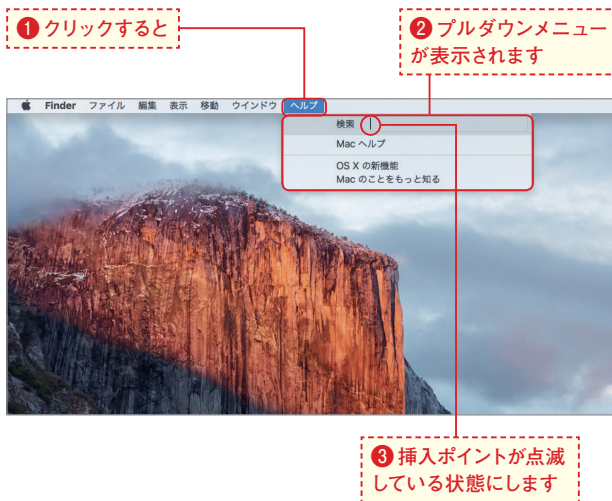 ❶ クリックすると
❷ プルダウンメニュー
が表示されます
Finder ファイル 編集 表示 移動 ウインドウ ヘルプ
検索
Mac ヘルプ
OS X の新機能
Mac のことをもっと知る
❸ 挿入ポイントが点滅
している状態にします